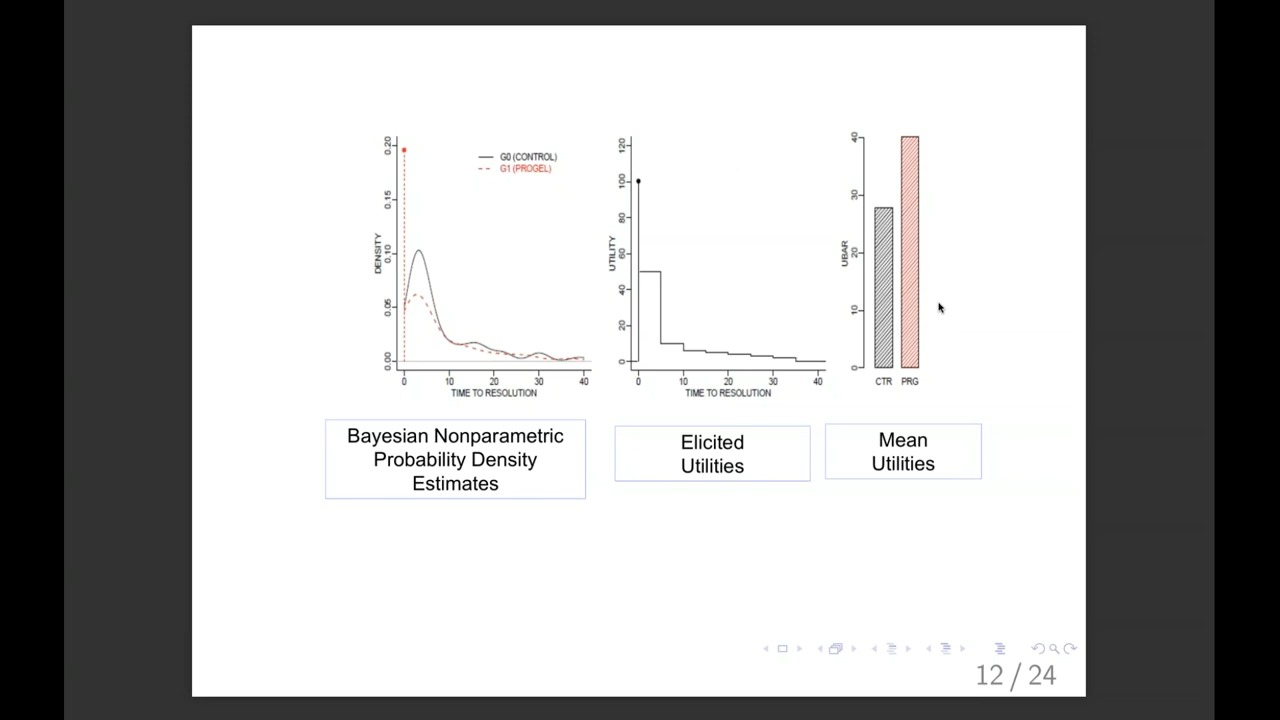 0.20
0.15
0.10
0.05
0.00
DENSITY
G0 (CONTROL)
G1 (PROGEL)
0 10 20 30 40
TIME TO RESOLUTION
120
100
80
60
40
20
0
UTILITY
0 10 20 30 40
TIME TO RESOLUTION
40
30
20
10
0
UBAR
CTR PRG
Bayesian Nonparametric
Probability Density
Estimates
Elicited
Utilities
Mean
Utilities
12 / 24